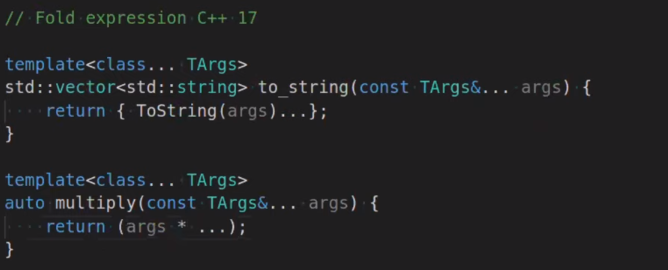 // Fold expression C++ 17
template<class... TArgs>
std::vector<std::string> to_string(const TArgs&... args) {
return { ToString(args)...};
}
template<class... TArgs>
auto multiply(const TArgs&... args) {
return (args * ...);
}